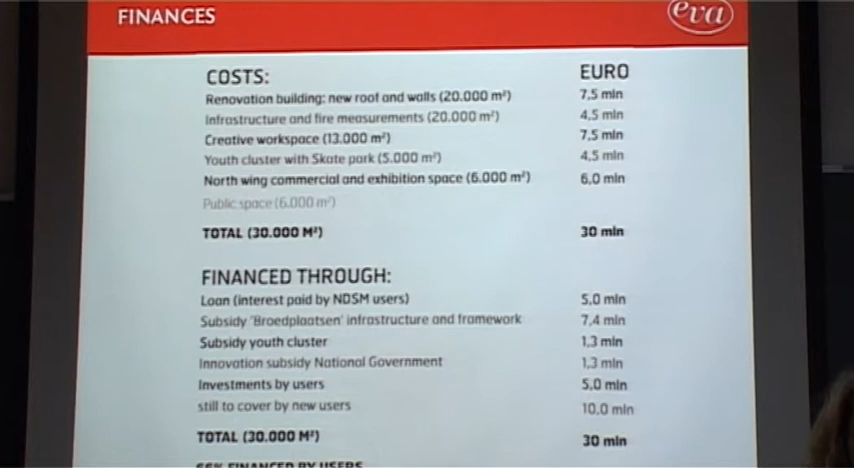 FINANCES
eva
COSTS: EURO
Renovation building: new roof and walls (20.000 m²) 7,5 mln
Infrastructure and fire measurements (20.000 m²) 4,5 mln
Creative workspace (13.000 m²) 7,5 mln
Youth cluster with Skate park (5.000 m²) 4,5 mln
North wing commercial and exhibition space (6.000 m²) 6,0 mln
Public space (6.000 m²)
TOTAL (30.000 M²) 30 mln
FINANCED THROUGH:
Loan (interest paid by NDSM users) 5,0 mln
Subsidy 'Broedplaatsen' infrastructure and framework 7,4 mln
Subsidy youth cluster 1,3 mln
Innovation subsidy National Government 1,3 mln
Investments by users 5,0 mln
still to cover by new users 10,0 mln
TOTAL (30.000 M²) 30 mln
FINANCED BY USERS